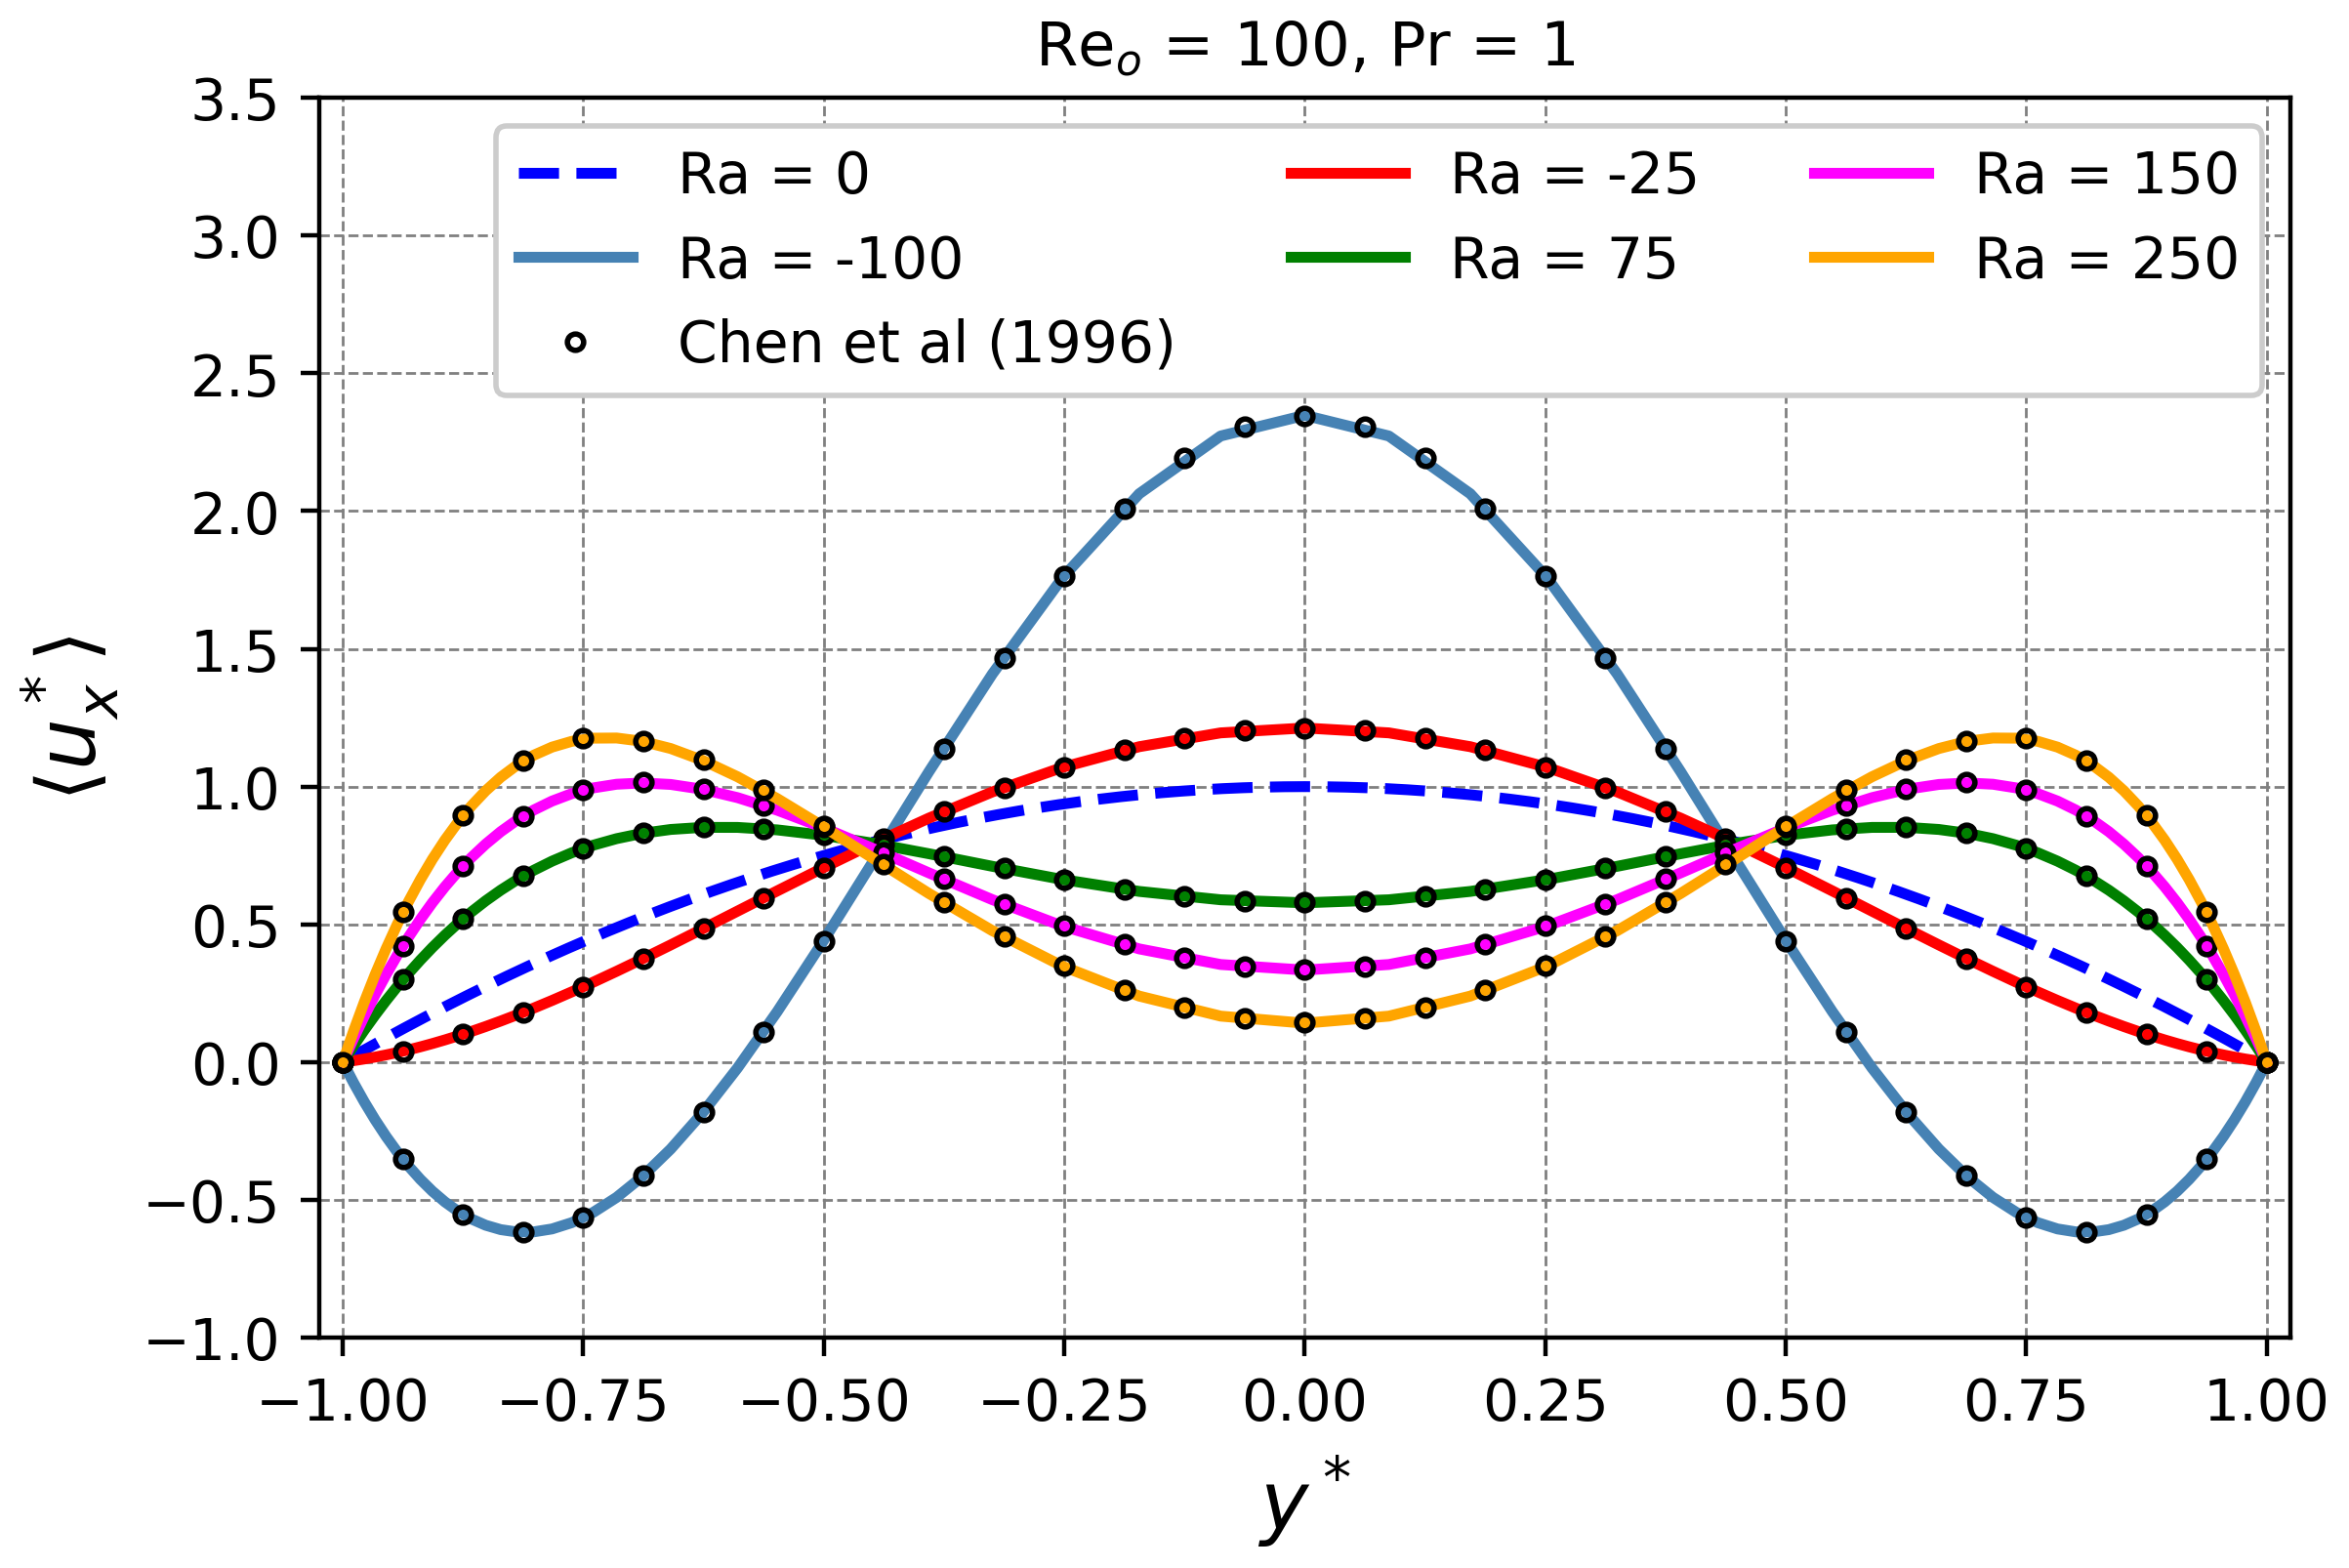 Re_o = 100, Pr = 1
3.5
3.0
2.5
2.0
1.5
1.0
0.5
0.0
−0.5
−1.0
Ra = 0
Ra = -100
Chen et al (1996)
Ra = -25
Ra = 75
Ra = 150
Ra = 250
⟨u_x^*⟩
−1.00 −0.75 −0.50 −0.25 0.00 0.25 0.50 0.75 1.00
y^*